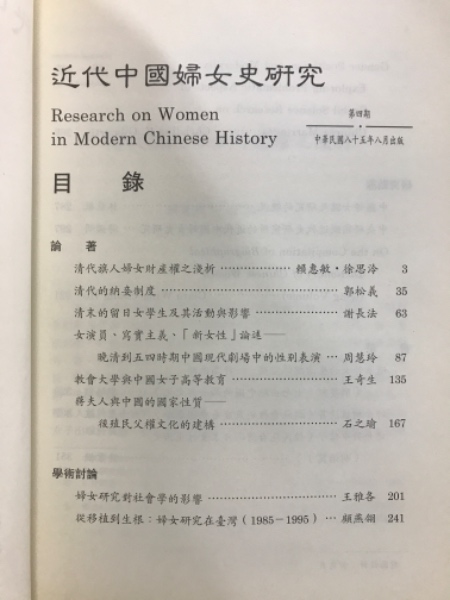 近代中國婦女史研究
Research on Women
in Modern Chinese History
第四期
中華民國八十五年八月出版
目 錄
論 著
清代旗人婦女財產權之淺析 ……………… 賴惠敏・徐思泠 3
清代的納妾制度 ……………………………… 郭松義 35
清末的留日女學生及其活動與影響 ………… 謝長法 63
女演員、寫實主義、「新女性」論述——
晚清到五四時期中國現代劇場中的性別表演 … 周慧玲 87
教會大學與中國女子高等教育 ……………… 王奇生 135
蔣夫人與中國的國家性質——
後殖民父權文化的建構 ……………………… 石之瑜 167
學術討論
婦女研究對社會學的影響 …………………… 王雅各 201
從移植到生根：婦女研究在臺灣（1985－1995） … 顧燕翎 241